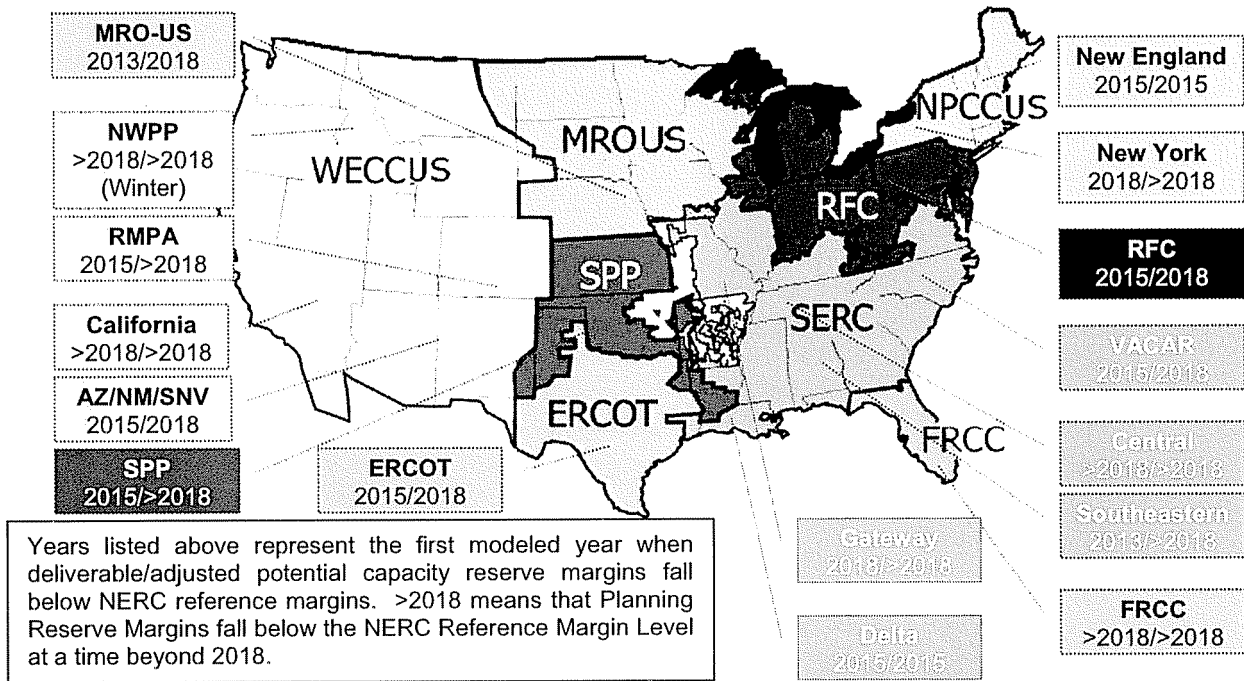 MRO-US
2013/2018
NWPP
>2018/>2018
(Winter)
RMPA
2015/>2018
California
>2018/>2018
AZ/NM/SNV
2015/2018
SPP
2015/>2018
ERCOT
2015/2018
WECCUS
MROUS
NPCCUS
RFC
SPP
SERC
ERCOT
FRCC
New England
2015/2015
New York
2018/>2018
RFC
2015/2018
VACAR
2015/2018
Central
>2018/>2018
Southeastern
2013/>2018
FRCC
>2018/>2018
Gateway
2018/>2018
Delta
2015/2015
Years listed above represent the first modeled year when
deliverable/adjusted potential capacity reserve margins fall
below NERC reference margins. >2018 means that Planning
Reserve Margins fall below the NERC Reference Margin Level
at a time beyond 2018.